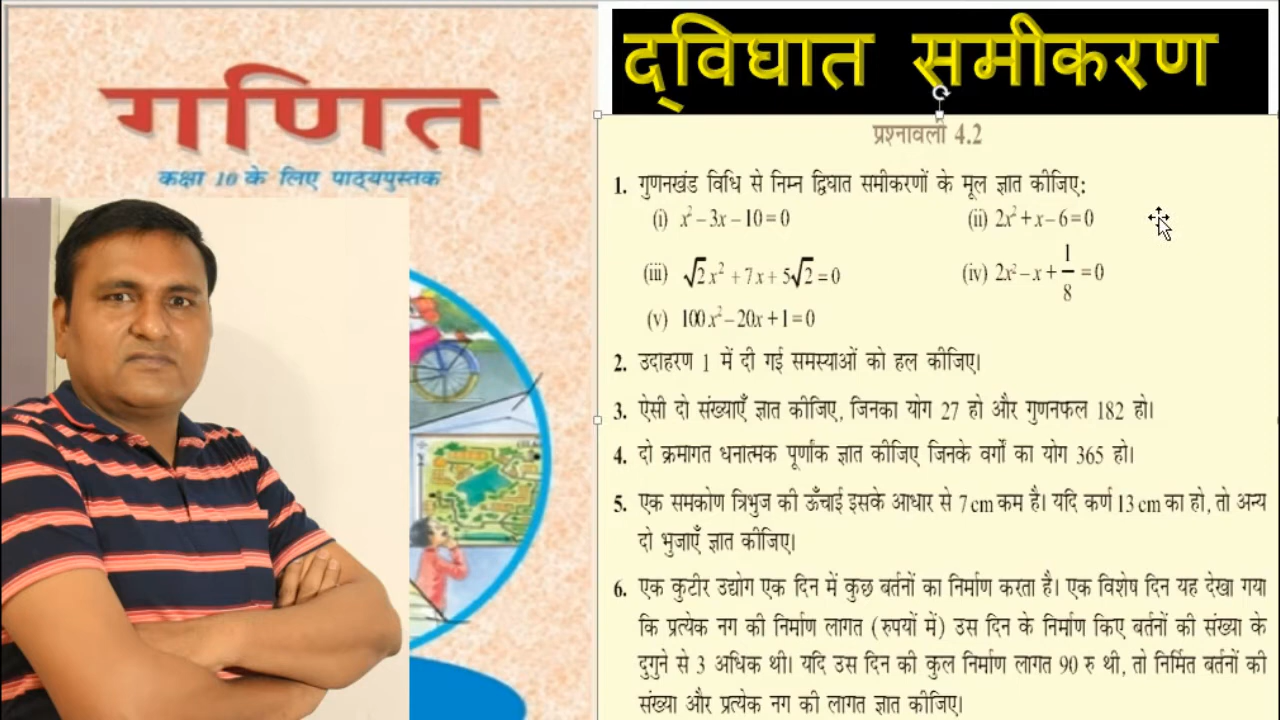 गणित
कक्षा 10 के लिए पाठ्यपुस्तक
द्विघात समीकरण
प्रश्नावली 4.2
1. गुणनखंड विधि से निम्न द्विघात समीकरणों के मूल ज्ञात कीजिए:
(i) x² – 3x – 10 = 0 (ii) 2x² + x – 6 = 0
(iii) √2 x² + 7x + 5√2 = 0 (iv) 2x² – x + 1/8 = 0
(v) 100 x² – 20x + 1 = 0
2. उदाहरण 1 में दी गई समस्याओं को हल कीजिए।
3. ऐसी दो संख्याएँ ज्ञात कीजिए, जिनका योग 27 हो और गुणनफल 182 हो।
4. दो क्रमागत धनात्मक पूर्णांक ज्ञात कीजिए जिनके वर्गों का योग 365 हो।
5. एक समकोण त्रिभुज की ऊँचाई इसके आधार से 7 cm कम है। यदि कर्ण 13 cm का हो, तो अन्य
दो भुजाएँ ज्ञात कीजिए।
6. एक कुटीर उद्योग एक दिन में कुछ बर्तनों का निर्माण करता है। एक विशेष दिन यह देखा गया
कि प्रत्येक नग की निर्माण लागत (रुपयों में) उस दिन के निर्माण किए बर्तनों की संख्या के
दुगुने से 3 अधिक थी। यदि उस दिन की कुल निर्माण लागत 90 रु थी, तो निर्मित बर्तनों की
संख्या और प्रत्येक नग की लागत ज्ञात कीजिए।